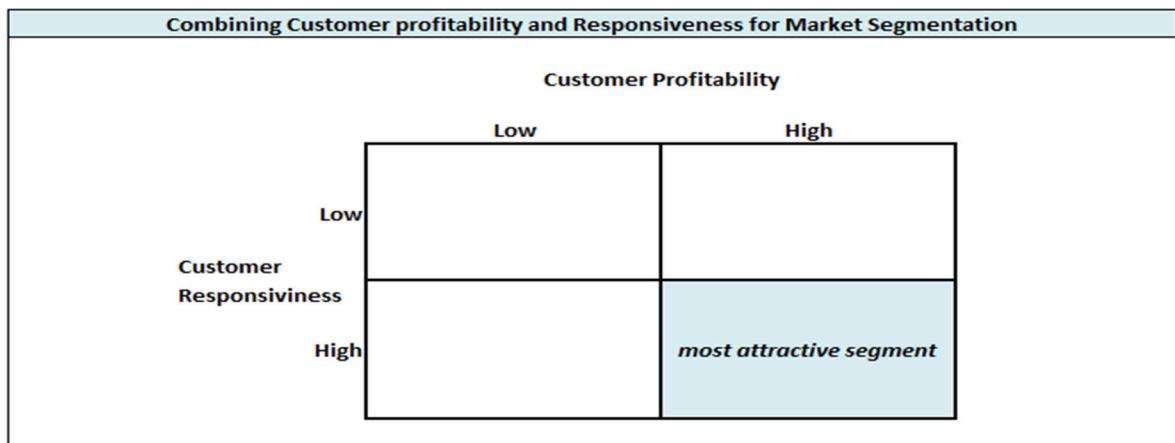 Combining Customer profitability and Responsiveness for Market Segmentation
Customer Profitability
Low High
Low
Customer
Responsiviness
High most attractive segment